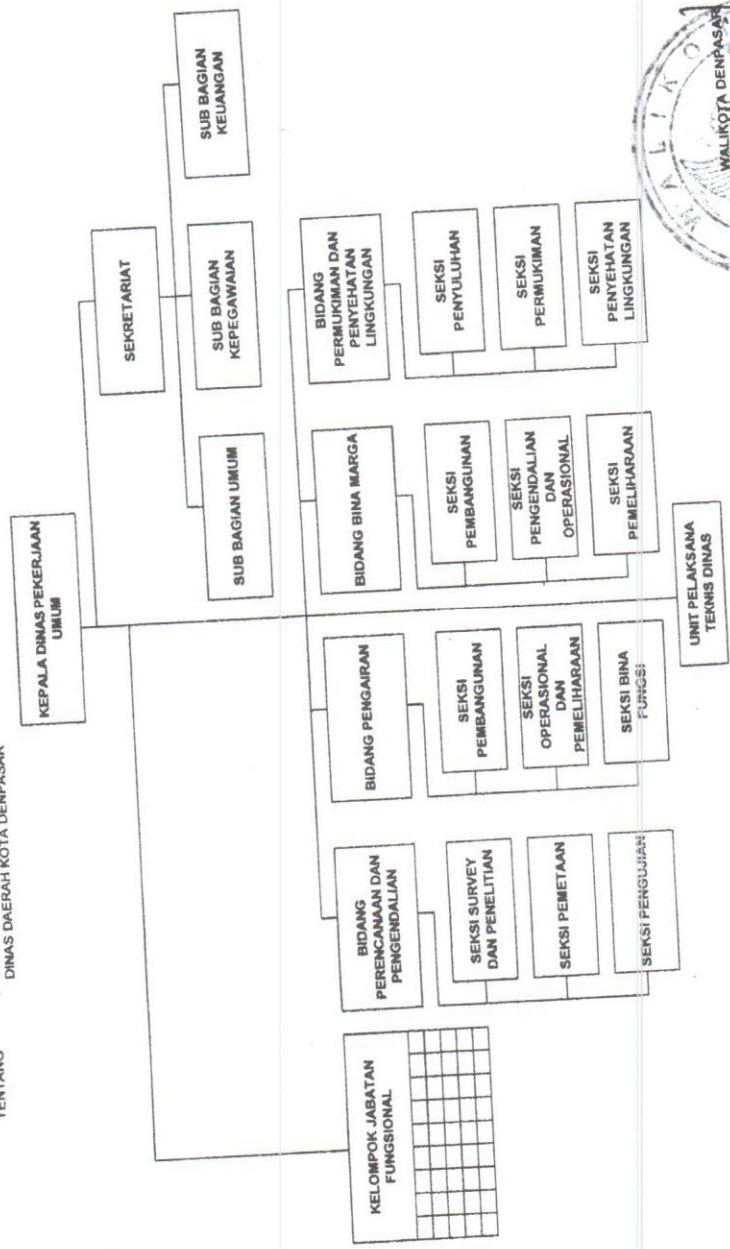 TENTANG
DINAS DAERAH KOTA DENPASAR
KEPALA DINAS PEKERJAAN
UMUM
SEKRETARIAT
SUB BAGIAN UMUM
SUB BAGIAN
KEPEGAWAIAN
SUB BAGIAN
KEUANGAN
KELOMPOK JABATAN
FUNGSIONAL
BIDANG
PERENCANAAN DAN
PENGENDALIAN
SEKSI SURVEY
DAN PENELITIAN
SEKSI PEMETAAN
SEKSI PENGUJIAN
BIDANG PENGAIRAN
SEKSI
PEMBANGUNAN
SEKSI
OPERASIONAL
DAN
PEMELIHARAAN
SEKSI BINA
FUNGSI
BIDANG BINA MARGA
SEKSI
PEMBANGUNAN
SEKSI
PENGENDALIAN
DAN
OPERASIONAL
SEKSI
PEMELIHARAAN
BIDANG
PERMUKIMAN DAN
PENYEHATAN
LINGKUNGAN
SEKSI
PENYULUHAN
SEKSI
PERMUKIMAN
SEKSI
PENYEHATAN
LINGKUNGAN
UNIT PELAKSANA
TEKNIS DINAS
WALIKO
WALIKOTA DENPASAR